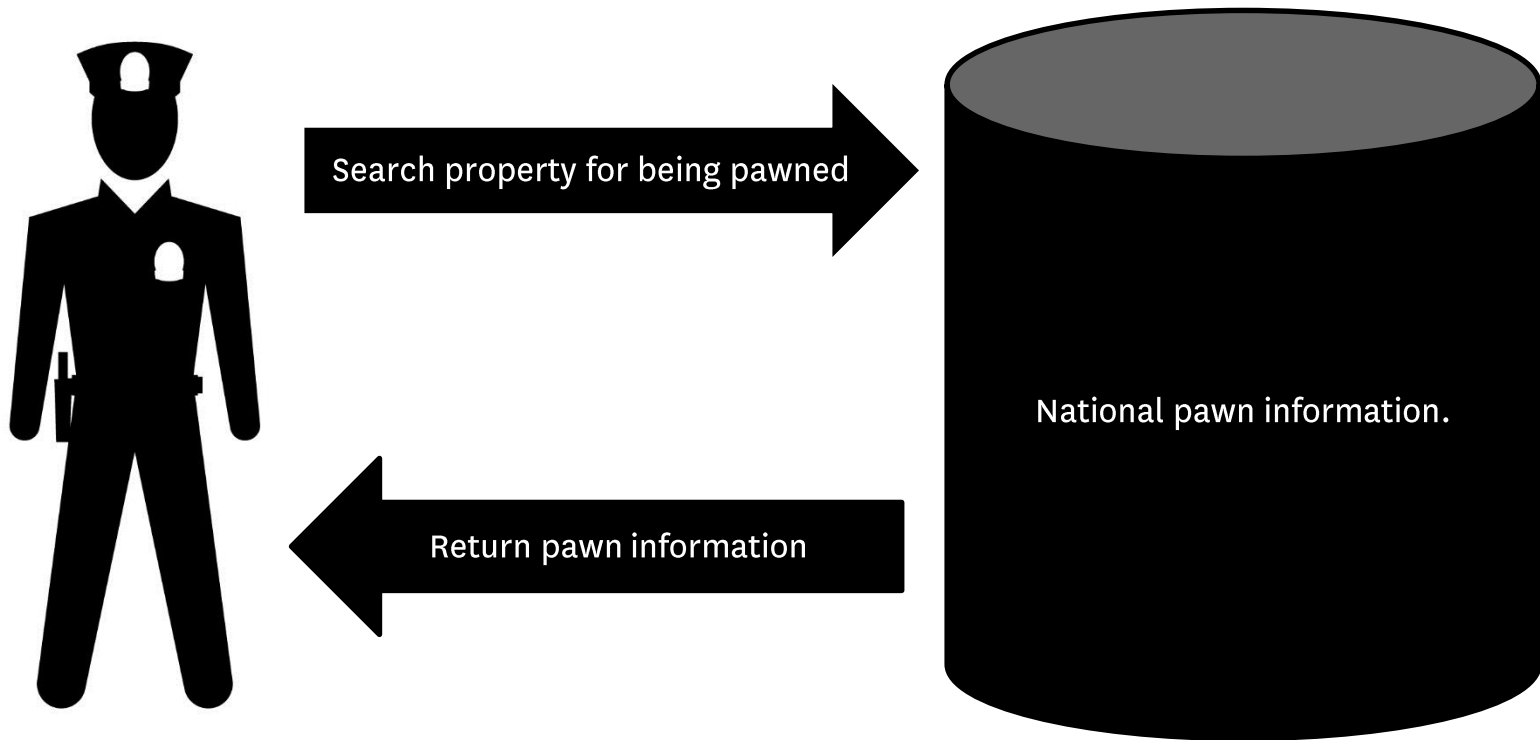 Search property for being pawned
National pawn information.
Return pawn information